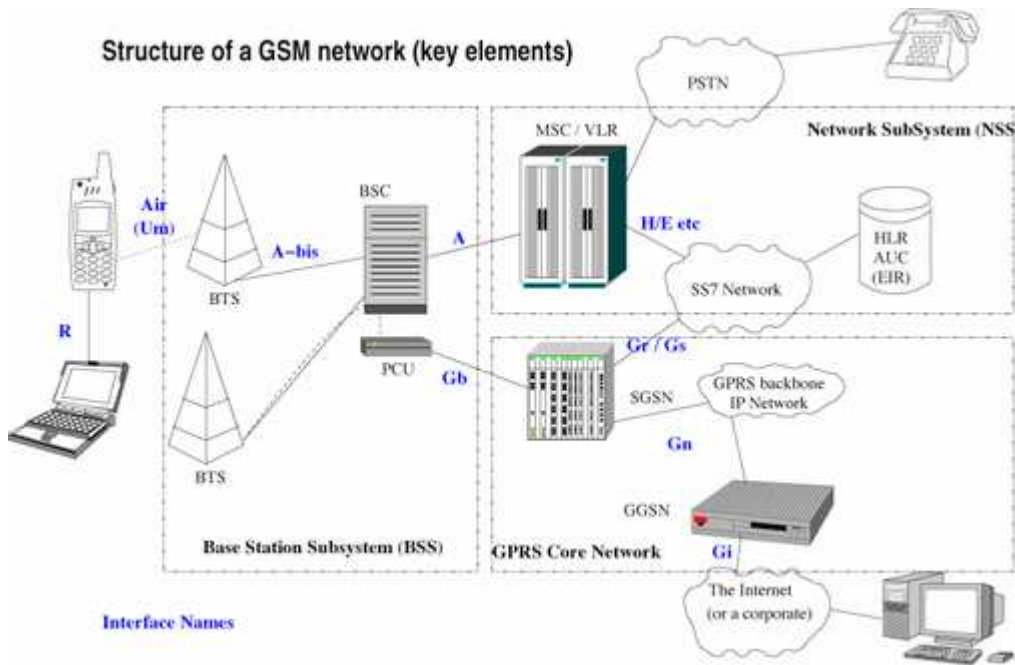 Structure of a GSM network (key elements)
PSTN
MSC / VLR
Network SubSystem (NSS
BSC
Air
(Um)
A-bis
A
H/E etc
HLR
AUC
(EIR)
BTS
SS7 Network
R
PCU
Gb
Gr / Gs
SGSN
GPRS backbone
IP Network
Gn
BTS
GGSN
Base Station Subsystem (BSS)
GPRS Core Network
Gi
The Internet
(or a corporate)
Interface Names